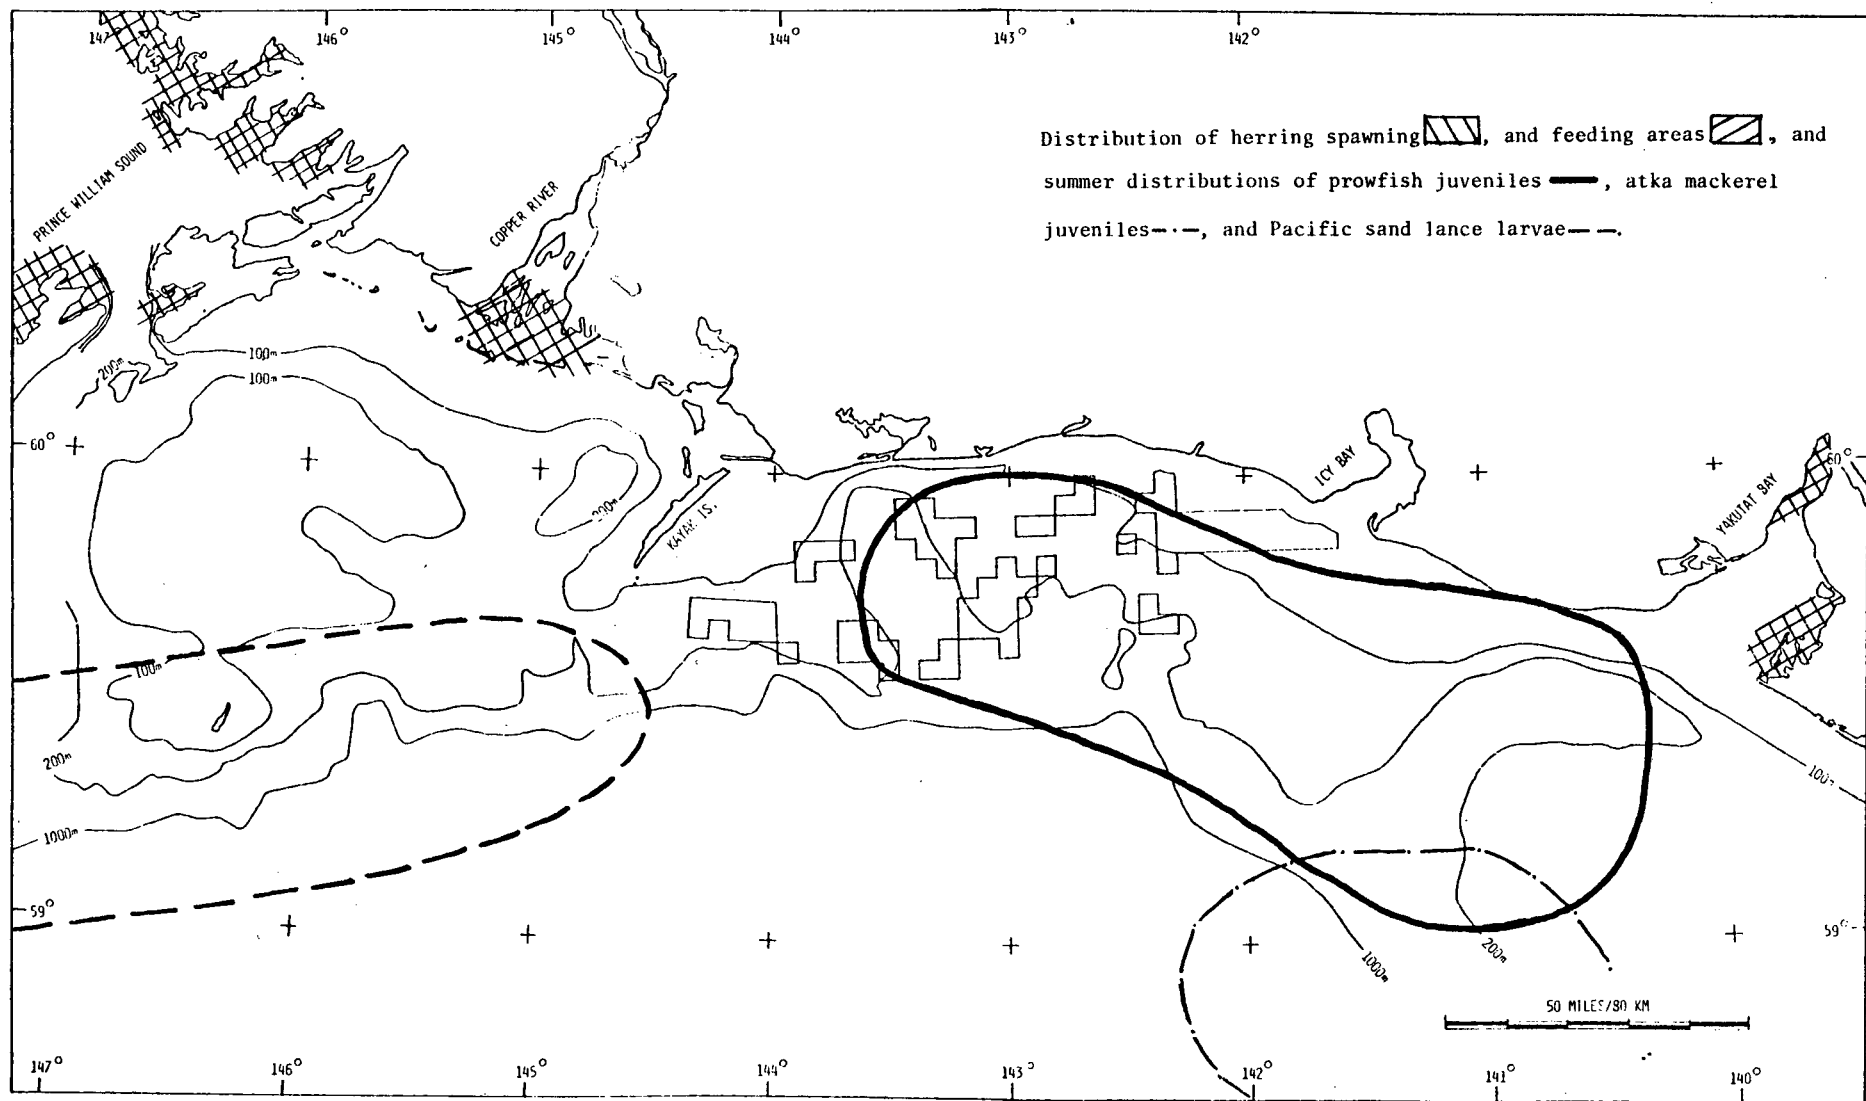 147° 146° 145° 144° 143° 142°
Distribution of herring spawning, and feeding areas, and
summer distributions of prowfish juveniles, atka mackerel
juveniles, and Pacific sand lance larvae.
PRINCE WILLIAM SOUND
COPPER RIVER
200m
100m
100m
60°
200m
KAYAK IS.
ICY BAY
YAKUTAT BAY
60°
100m
200m
1000m
100m
59°
59°
200m
1000m
50 MILES/80 KM
147° 146° 145° 144° 143° 142° 141° 140°